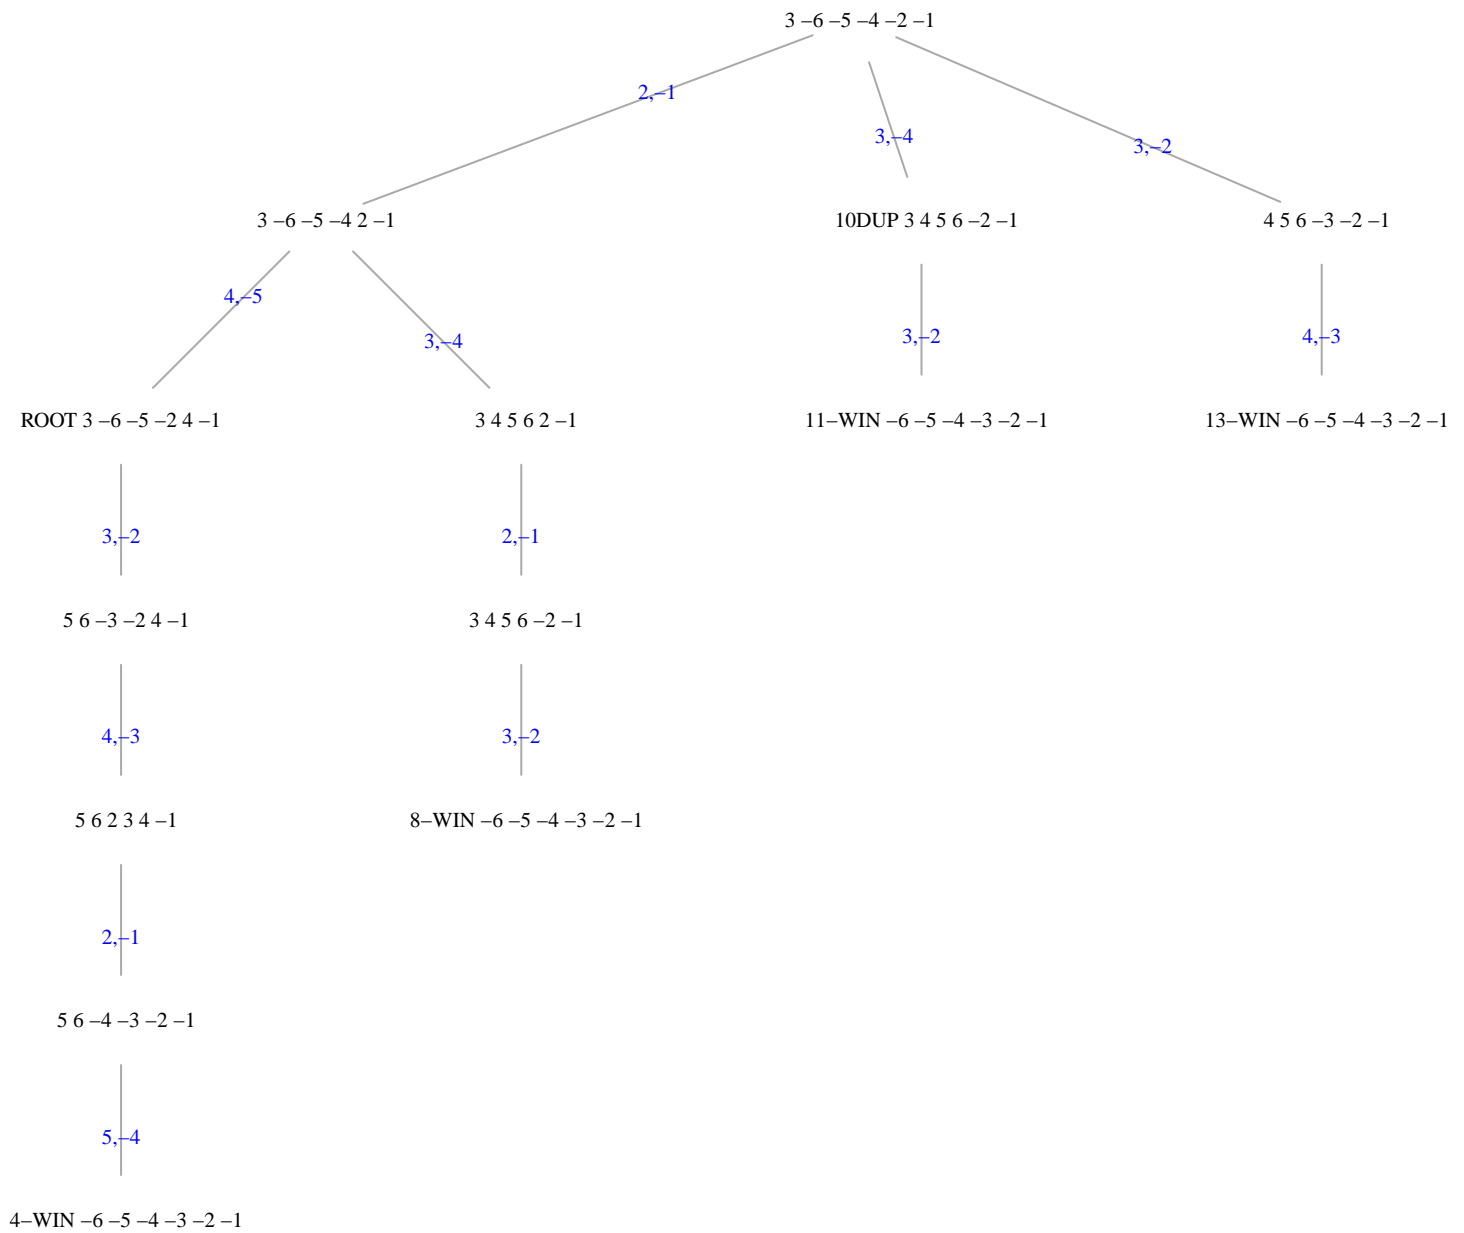 3 –6 –5 –4 –2 –1
2,–1
3,–4
3,–2
3 –6 –5 –4 2 –1
10DUP 3 4 5 6 –2 –1
4 5 6 –3 –2 –1
4,–5
3,–4
3,–2
4,–3
ROOT 3 –6 –5 –2 4 –1
3 4 5 6 2 –1
11–WIN –6 –5 –4 –3 –2 –1
13–WIN –6 –5 –4 –3 –2 –1
3,–2
2,–1
5 6 –3 –2 4 –1
3 4 5 6 –2 –1
4,–3
3,–2
5 6 2 3 4 –1
8–WIN –6 –5 –4 –3 –2 –1
2,–1
5 6 –4 –3 –2 –1
5,–4
4–WIN –6 –5 –4 –3 –2 –1